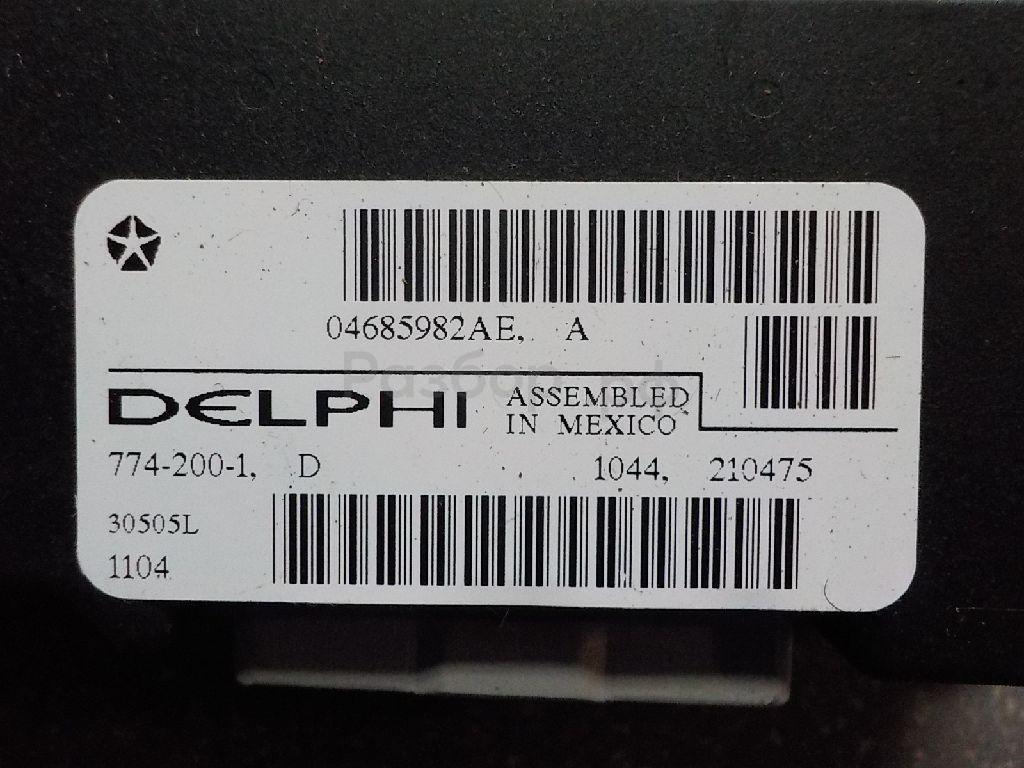 04685982AE, A
DELPHI
ASSEMBLED
IN MEXICO
774-200-1, D
1044, 210475
30505L
1104